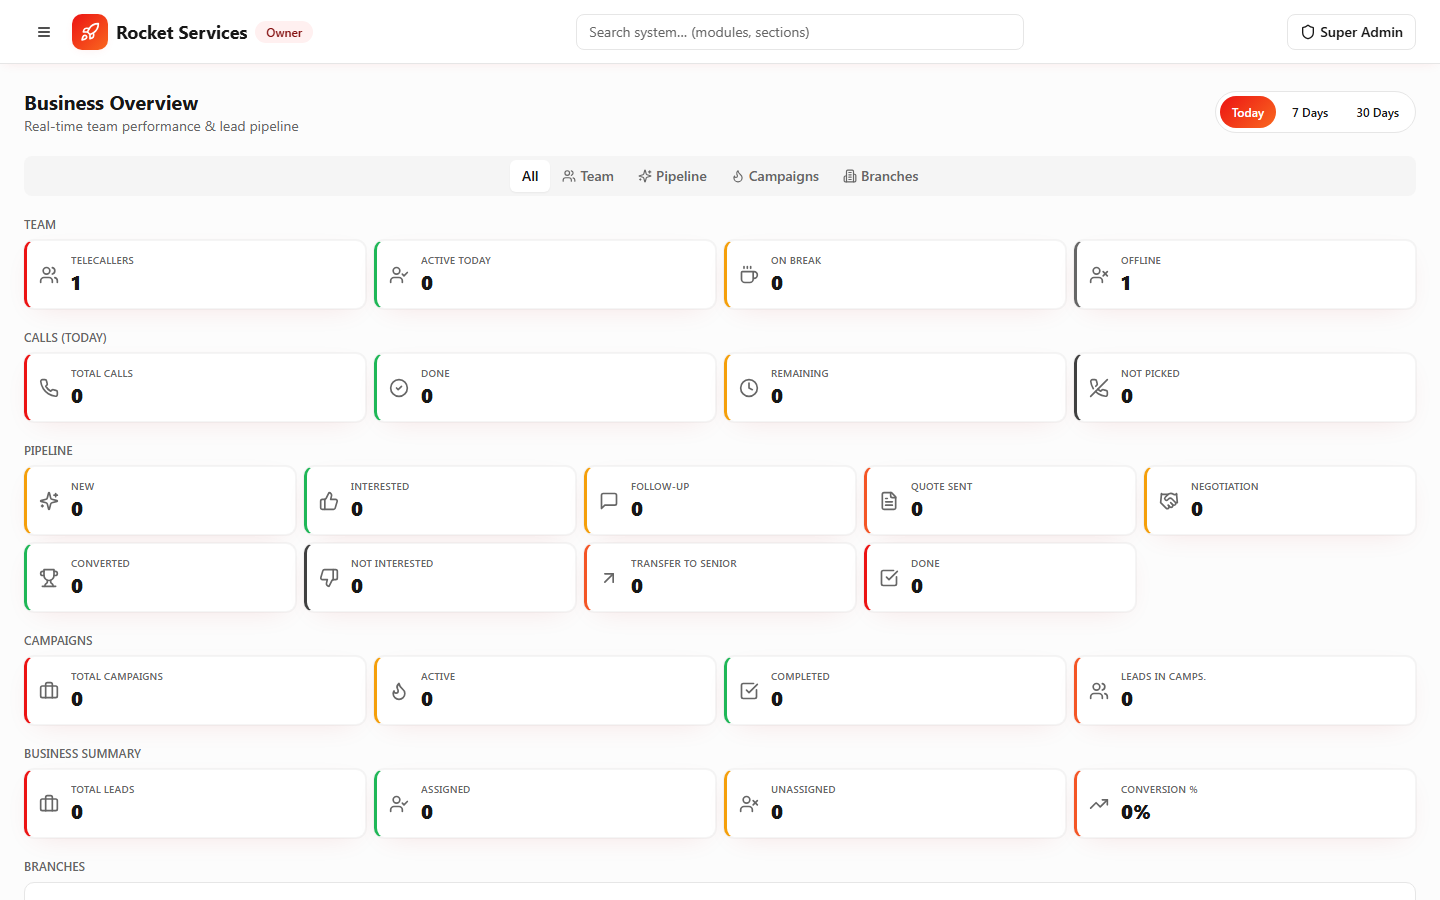 Rocket Services Owner Search system... (modules, sections) Super Admin
Business Overview
Real-time team performance & lead pipeline
Today 7 Days 30 Days
All Team Pipeline Campaigns Branches
TEAM
TELECALLERS
1
ACTIVE TODAY
0
ON BREAK
0
OFFLINE
1
CALLS (TODAY)
TOTAL CALLS
0
DONE
0
REMAINING
0
NOT PICKED
0
PIPELINE
NEW
0
INTERESTED
0
FOLLOW-UP
0
QUOTE SENT
0
NEGOTIATION
0
CONVERTED
0
NOT INTERESTED
0
TRANSFER TO SENIOR
0
DONE
0
CAMPAIGNS
TOTAL CAMPAIGNS
0
ACTIVE
0
COMPLETED
0
LEADS IN CAMPS.
0
BUSINESS SUMMARY
TOTAL LEADS
0
ASSIGNED
0
UNASSIGNED
0
CONVERSION %
0%
BRANCHES